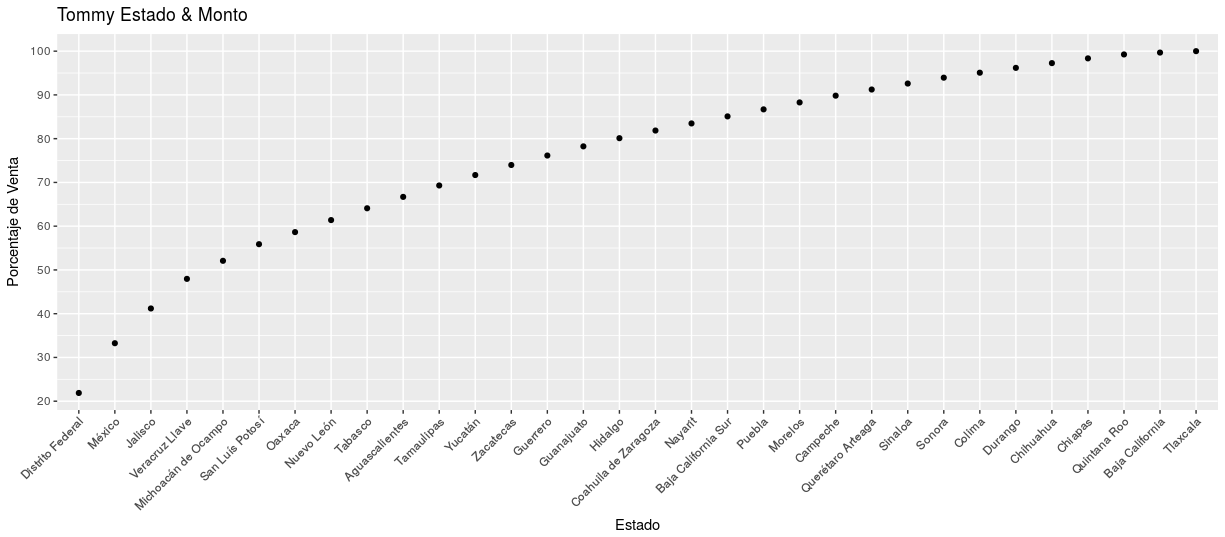 Tommy Estado & Monto
Porcentaje de Venta
100
90
80
70
60
50
40
30
20
Distrito Federal
México
Jalisco
Veracruz Llave
Michoacán de Ocampo
San Luis Potosí
Oaxaca
Nuevo León
Tabasco
Aguascalientes
Tamaulipas
Yucatán
Zacatecas
Guerrero
Guanajuato
Hidalgo
Coahuila de Zaragoza
Nayarit
Baja California Sur
Puebla
Morelos
Campeche
Querétaro Arteaga
Sinaloa
Sonora
Colima
Durango
Chihuahua
Chiapas
Quintana Roo
Baja California
Tlaxcala
Estado